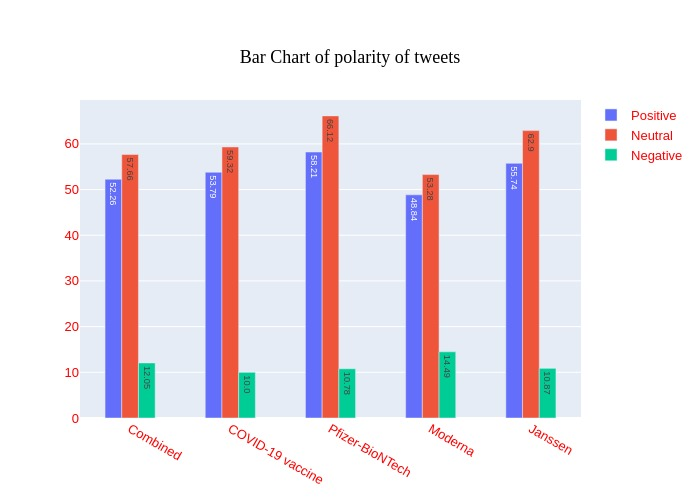 Bar Chart of polarity of tweets
Positive
Neutral
Negative
60
50
40
30
20
10
0
52.26
57.66
12.05
53.79
59.32
10.0
58.21
66.12
10.78
48.84
53.28
14.49
55.74
62.9
10.87
Combined
COVID-19 vaccine
Pfizer-BioNTech
Moderna
Janssen